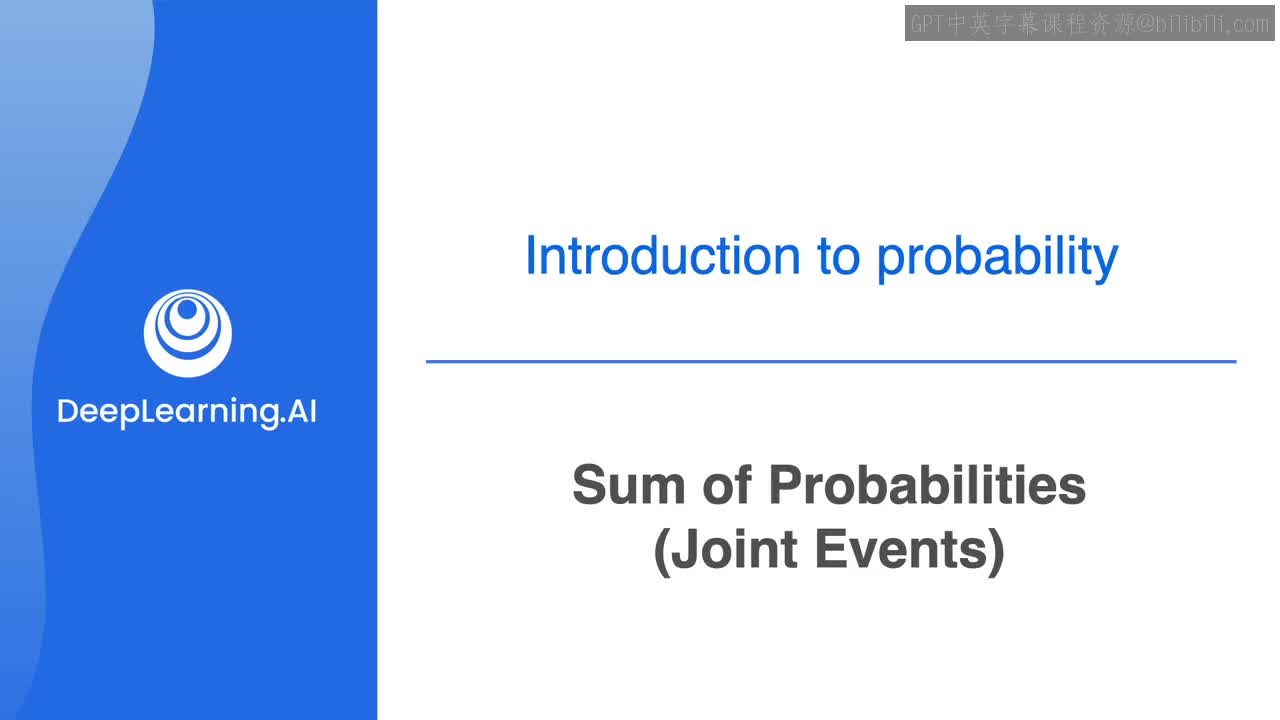 GPT中英字幕课程资源@bilibili.com
Introduction to probability
DeepLearning.AI
Sum of Probabilities
(Joint Events)